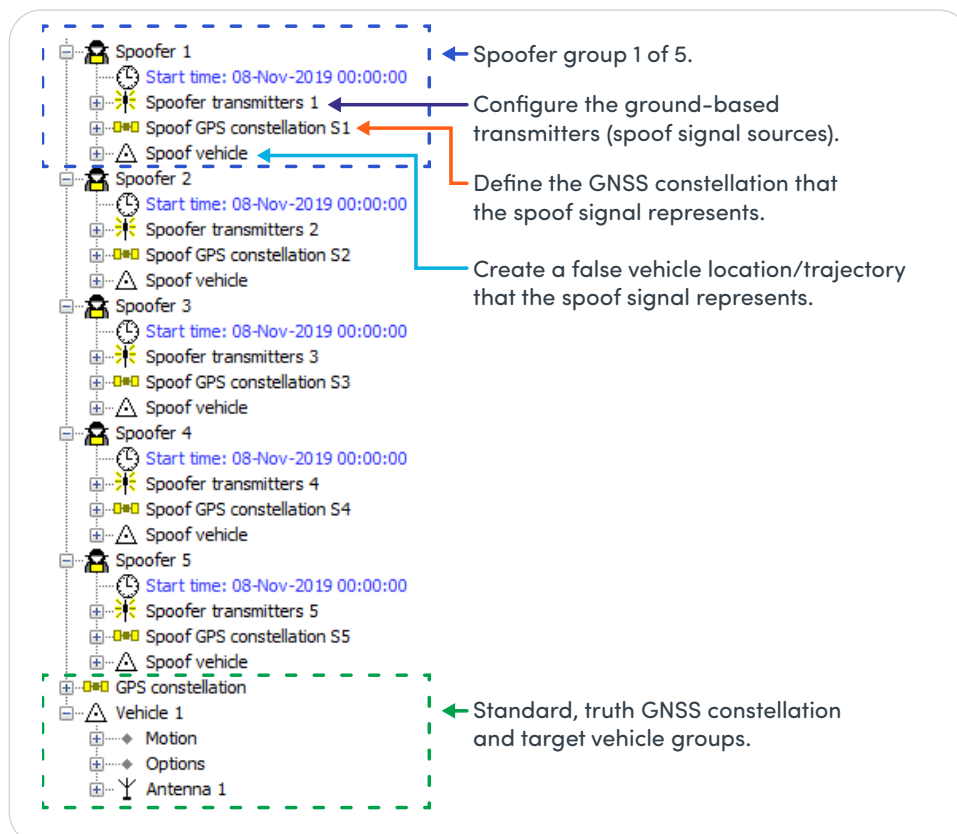 Spoofer 1
Start time: 08-Nov-2019 00:00:00
Spoofer transmitters 1
Spoof GPS constellation S1
Spoof vehicle
Spoofer 2
Start time: 08-Nov-2019 00:00:00
Spoofer transmitters 2
Spoof GPS constellation S2
Spoof vehicle
Spoofer 3
Start time: 08-Nov-2019 00:00:00
Spoofer transmitters 3
Spoof GPS constellation S3
Spoof vehicle
Spoofer 4
Start time: 08-Nov-2019 00:00:00
Spoofer transmitters 4
Spoof GPS constellation S4
Spoof vehicle
Spoofer 5
Start time: 08-Nov-2019 00:00:00
Spoofer transmitters 5
Spoof GPS constellation S5
Spoof vehicle
GPS constellation
Vehicle 1
Motion
Options
Antenna 1
Spoofer group 1 of 5.
Configure the ground-based
transmitters (spoof signal sources).
Define the GNSS constellation that
the spoof signal represents.
Create a false vehicle location/trajectory
that the spoof signal represents.
Standard, truth GNSS constellation
and target vehicle groups.